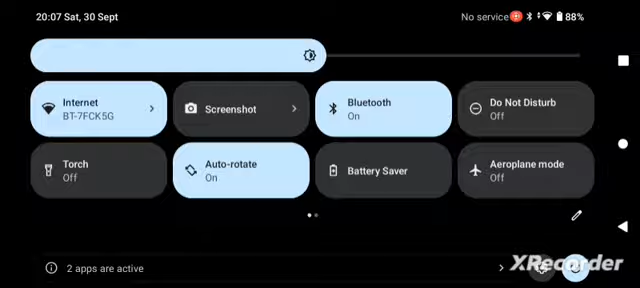 20:07 Sat, 30 Sept
No service
88%
Internet
BT-7FCK5G
Screenshot
Bluetooth
On
Do Not Disturb
Off
Torch
Off
Auto-rotate
On
Battery Saver
Aeroplane mode
Off
2 apps are active
XRecorder